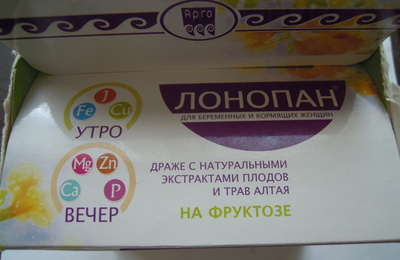 Арго
ЛОНОПАН®
ДЛЯ БЕРЕМЕННЫХ И КОРМЯЩИХ ЖЕНЩИН
J
Fe Cu
УТРО
Mg Zn
Ca P
ВЕЧЕР
ДРАЖЕ С НАТУРАЛЬНЫМИ
ЭКСТРАКТАМИ ПЛОДОВ
И ТРАВ АЛТАЯ
НА ФРУКТОЗЕ